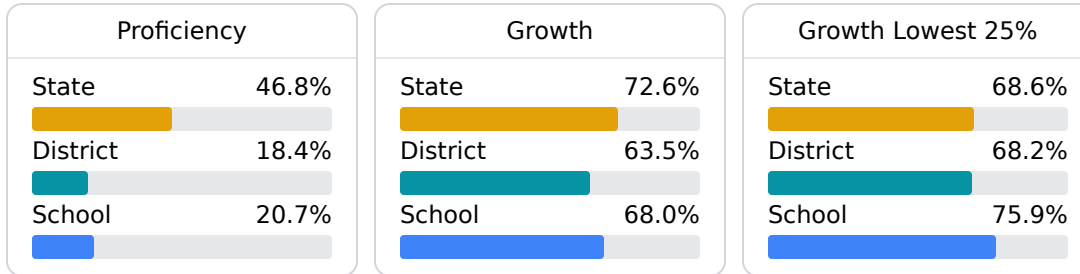 Proficiency
State 46.8%
District 18.4%
School 20.7%
Growth
State 72.6%
District 63.5%
School 68.0%
Growth Lowest 25%
State 68.6%
District 68.2%
School 75.9%